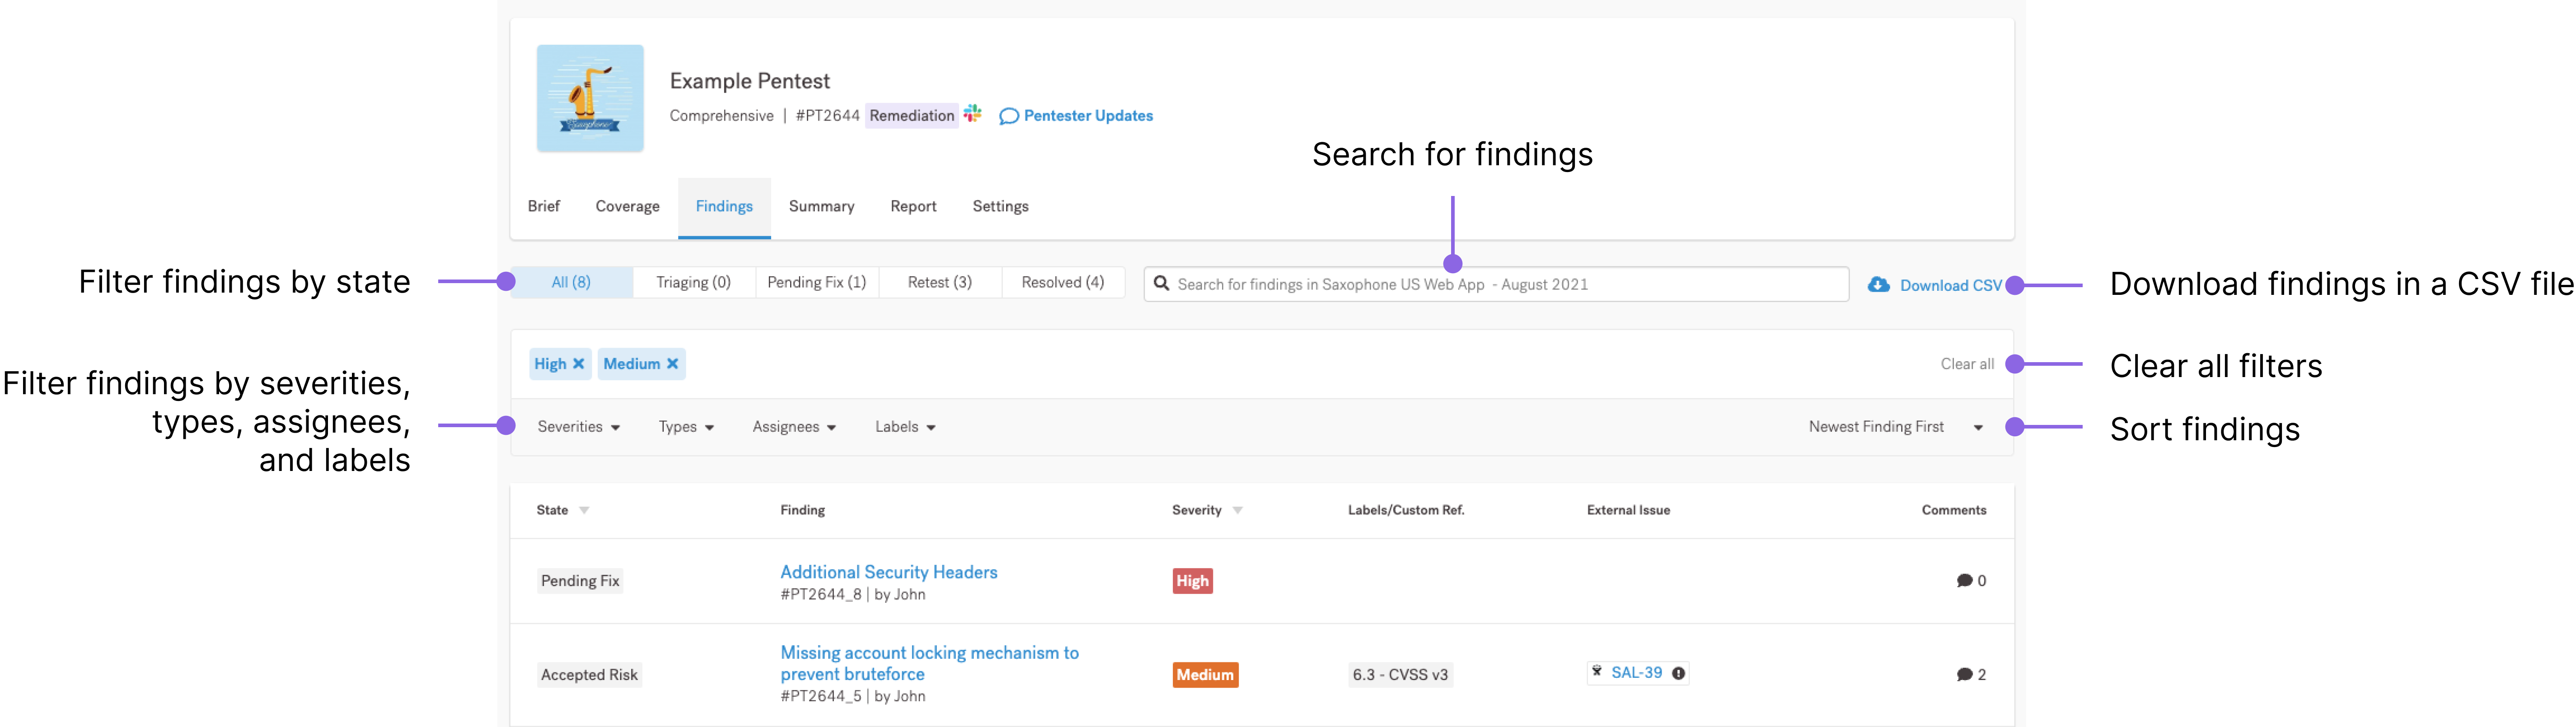 Example Pentest
Comprehensive | #PT2644 Remediation Pentester Updates
Saxophone
Search for findings
Brief Coverage Findings Summary Report Settings
Filter findings by state
All (8) Triaging (0) Pending Fix (1) Retest (3) Resolved (4)
Search for findings in Saxophone US Web App - August 2021
Download CSV
Download findings in a CSV file
High Medium
Clear all
Clear all filters
Filter findings by severities,
types, assignees,
and labels
Severities Types Assignees Labels
Newest Finding First
Sort findings
State Finding Severity Labels/Custom Ref. External Issue Comments
Pending Fix
Additional Security Headers
#PT2644_8 | by John
High
0
Accepted Risk
Missing account locking mechanism to
prevent bruteforce
#PT2644_5 | by John
Medium
6.3 - CVSS v3
SAL-39
2